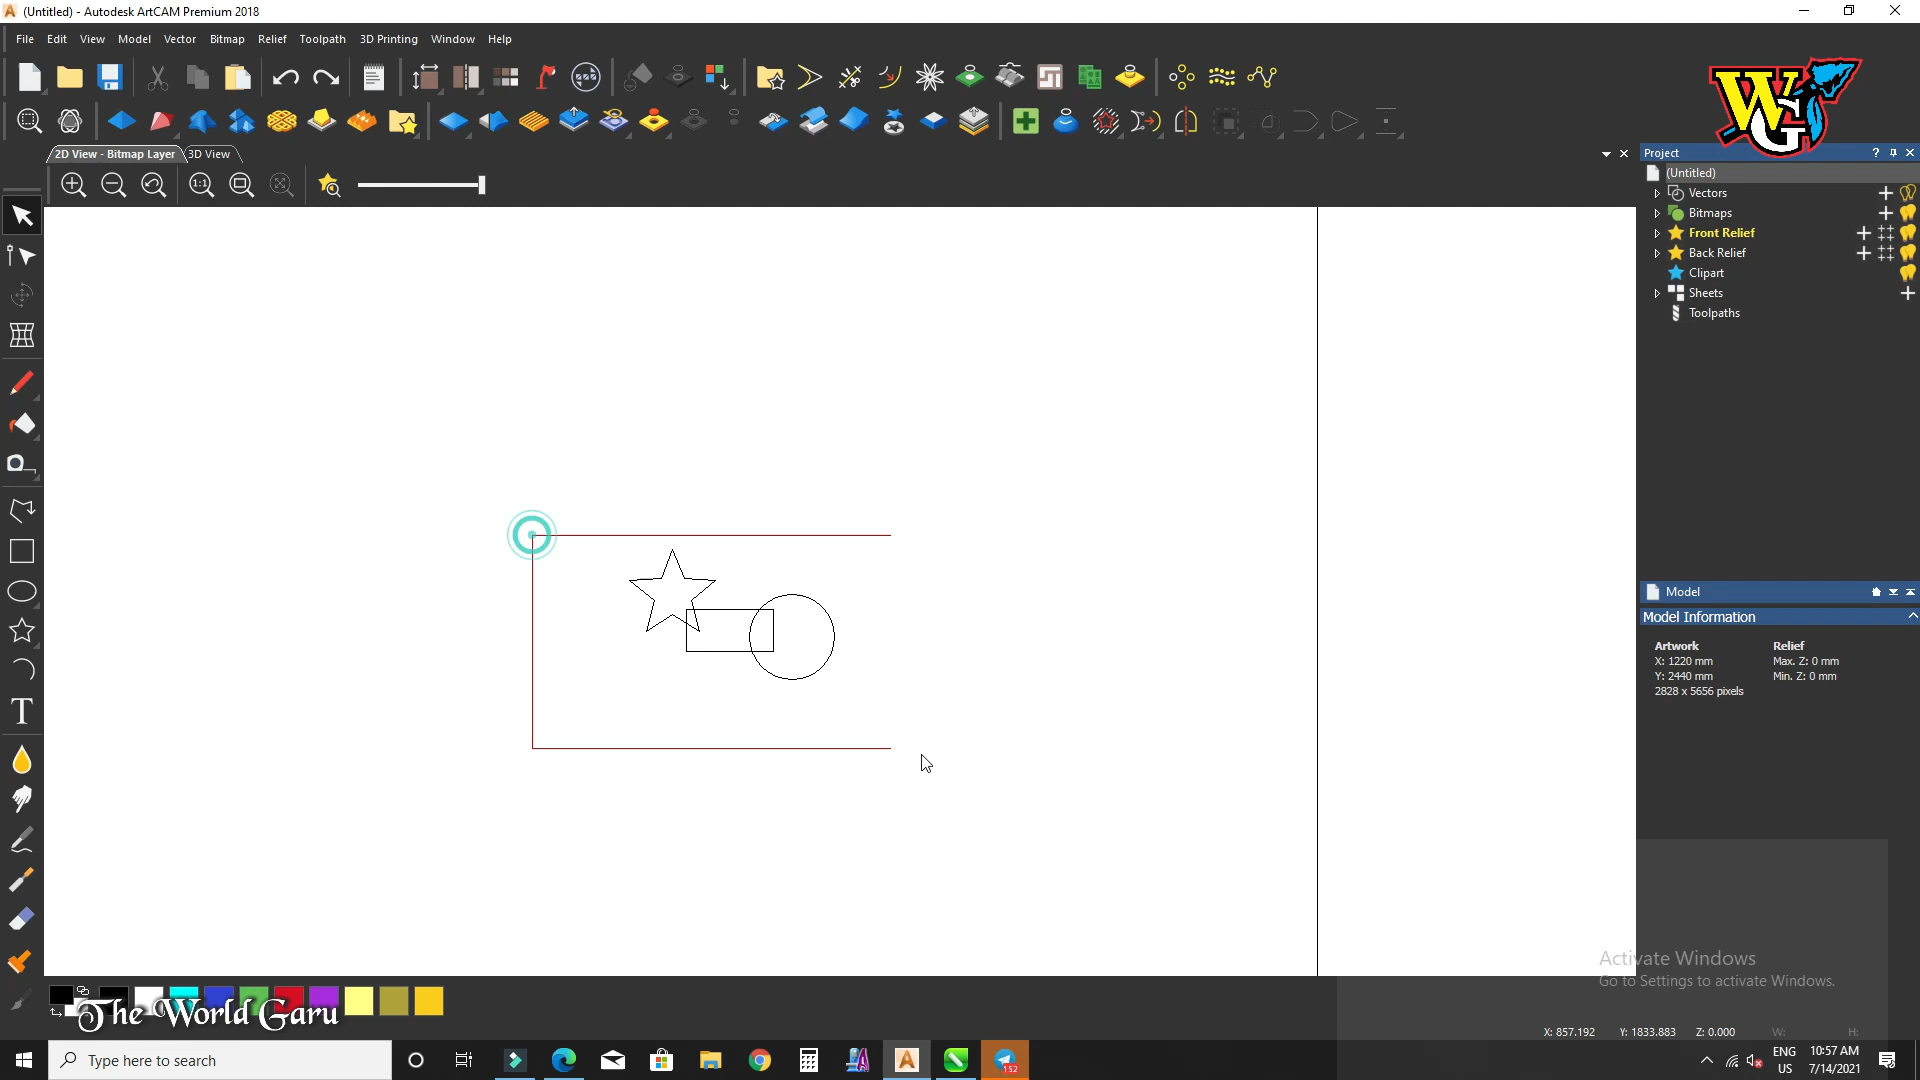 (Untitled) - Autodesk ArtCAM Premium 2018
File Edit View Model Vector Bitmap Relief Toolpath 3D Printing Window Help
WG
2D View - Bitmap Layer 3D View
1:1
Project
(Untitled)
Vectors
Bitmaps
Front Relief
Back Relief
Clipart
Sheets
Toolpaths
Model
Model Information
Artwork Relief
X: 1220 mm Max. Z: 0 mm
Y: 2440 mm Min. Z: 0 mm
2828 x 5656 pixels
T
Activate Windows
Go to Settings to activate Windows.
The World Garu
X: 857.192 Y: 1833.883 Z: 0.000 W: H:
Type here to search
152
ENG
US
10:57 AM
7/14/2021